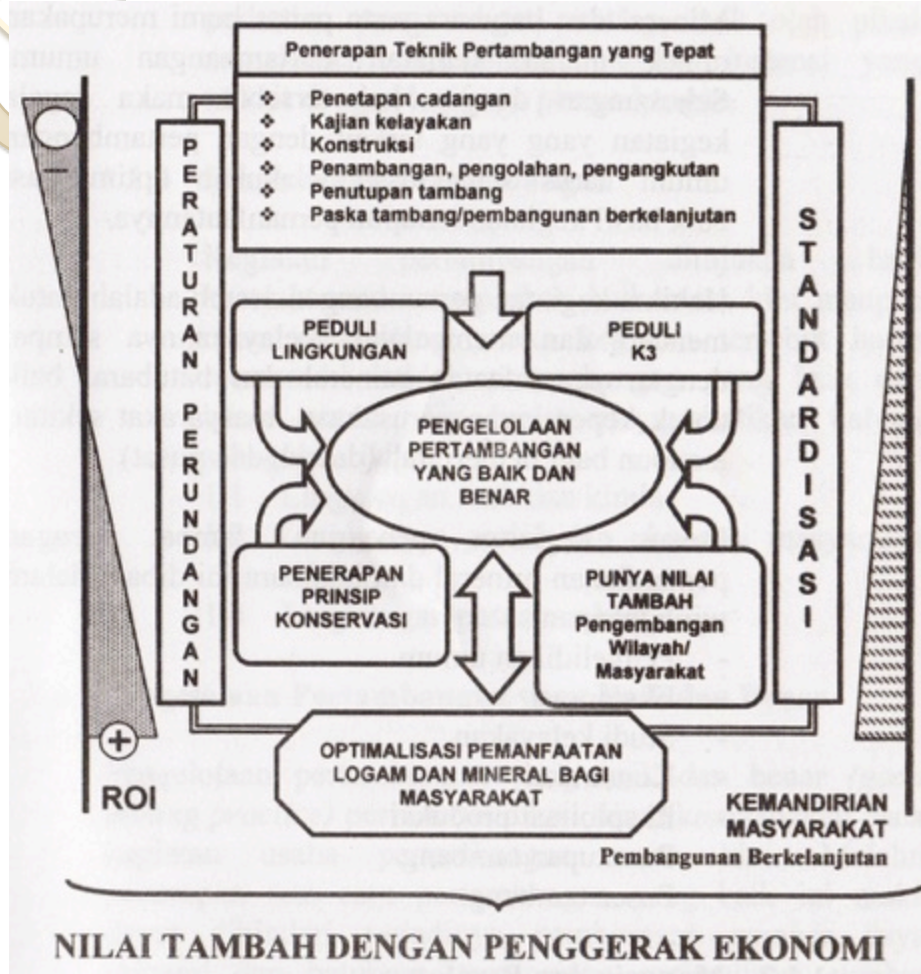 Penerapan Teknik Pertambangan yang Tepat
❖ Penetapan cadangan
❖ Kajian kelayakan
❖ Konstruksi
❖ Penambangan, pengolahan, pengangkutan
❖ Penutupan tambang
❖ Paska tambang/pembangunan berkelanjutan
PERATURAN PERUNDANGAN
STANDARDISASI
PEDULI
LINGKUNGAN
PEDULI
K3
PENGELOLAAN
PERTAMBANGAN
YANG BAIK DAN
BENAR
PENERAPAN
PRINSIP
KONSERVASI
PUNYA NILAI
TAMBAH
Pengembangan
Wilayah/
Masyarakat
OPTIMALISASI PEMANFAATAN
LOGAM DAN MINERAL BAGI
MASYARAKAT
−
+
ROI
KEMANDIRIAN
MASYARAKAT
Pembangunan Berkelanjutan
NILAI TAMBAH DENGAN PENGGERAK EKONOMI